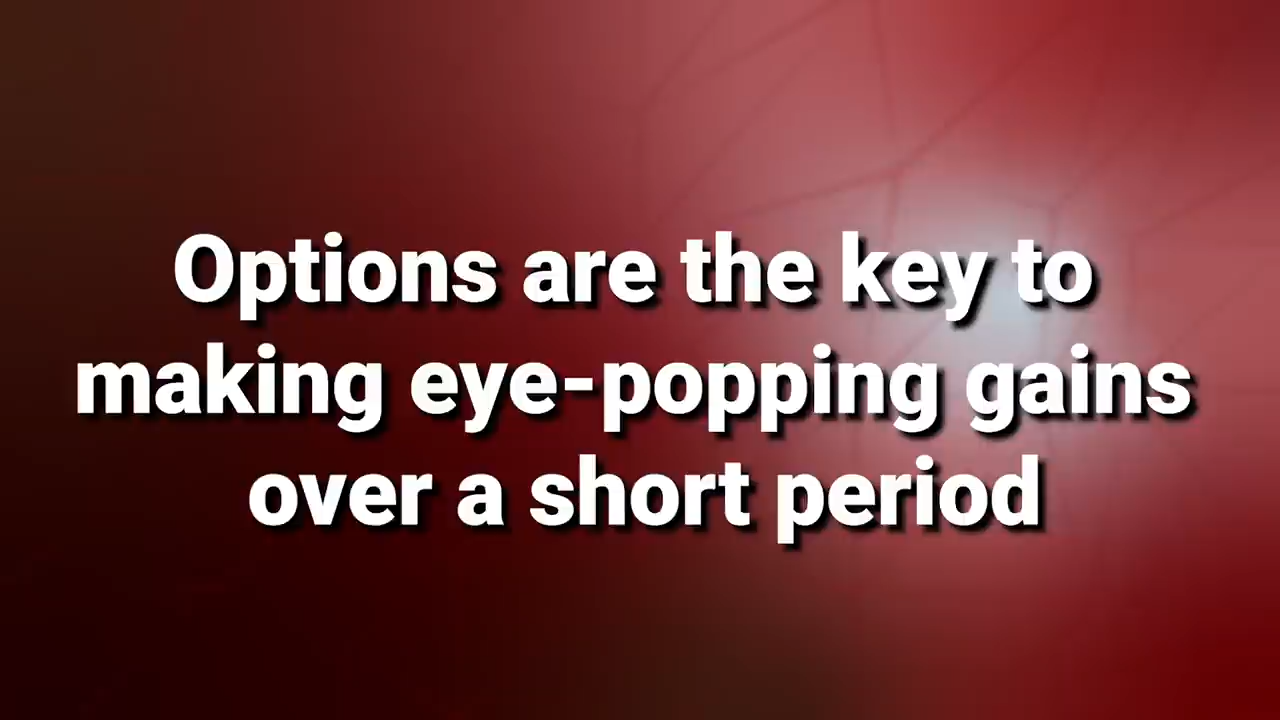 Options are the key to
making eye-popping gains
over a short period